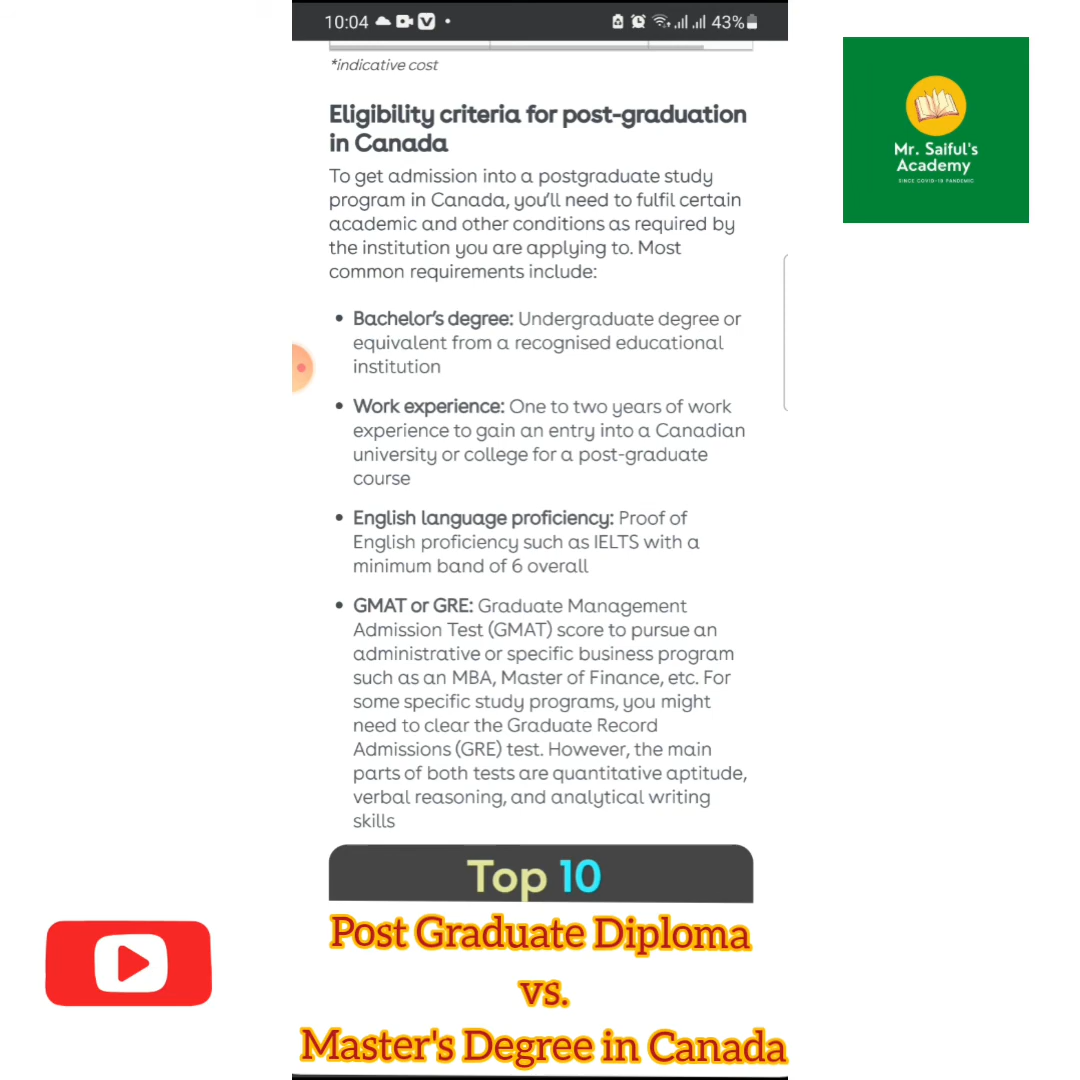 10:04
43%
*indicative cost
Eligibility criteria for post-graduation
in Canada
To get admission into a postgraduate study
program in Canada, you'll need to fulfil certain
academic and other conditions as required by
the institution you are applying to. Most
common requirements include:
• Bachelor's degree: Undergraduate degree or
equivalent from a recognised educational
institution
• Work experience: One to two years of work
experience to gain an entry into a Canadian
university or college for a post-graduate
course
• English language proficiency: Proof of
English proficiency such as IELTS with a
minimum band of 6 overall
• GMAT or GRE: Graduate Management
Admission Test (GMAT) score to pursue an
administrative or specific business program
such as an MBA, Master of Finance, etc. For
some specific study programs, you might
need to clear the Graduate Record
Admissions (GRE) test. However, the main
parts of both tests are quantitative aptitude,
verbal reasoning, and analytical writing
skills
Top 10
Post Graduate Diploma
vs.
Master's Degree in Canada
Mr. Saiful's
Academy
SINCE COVID-19 PANDEMIC